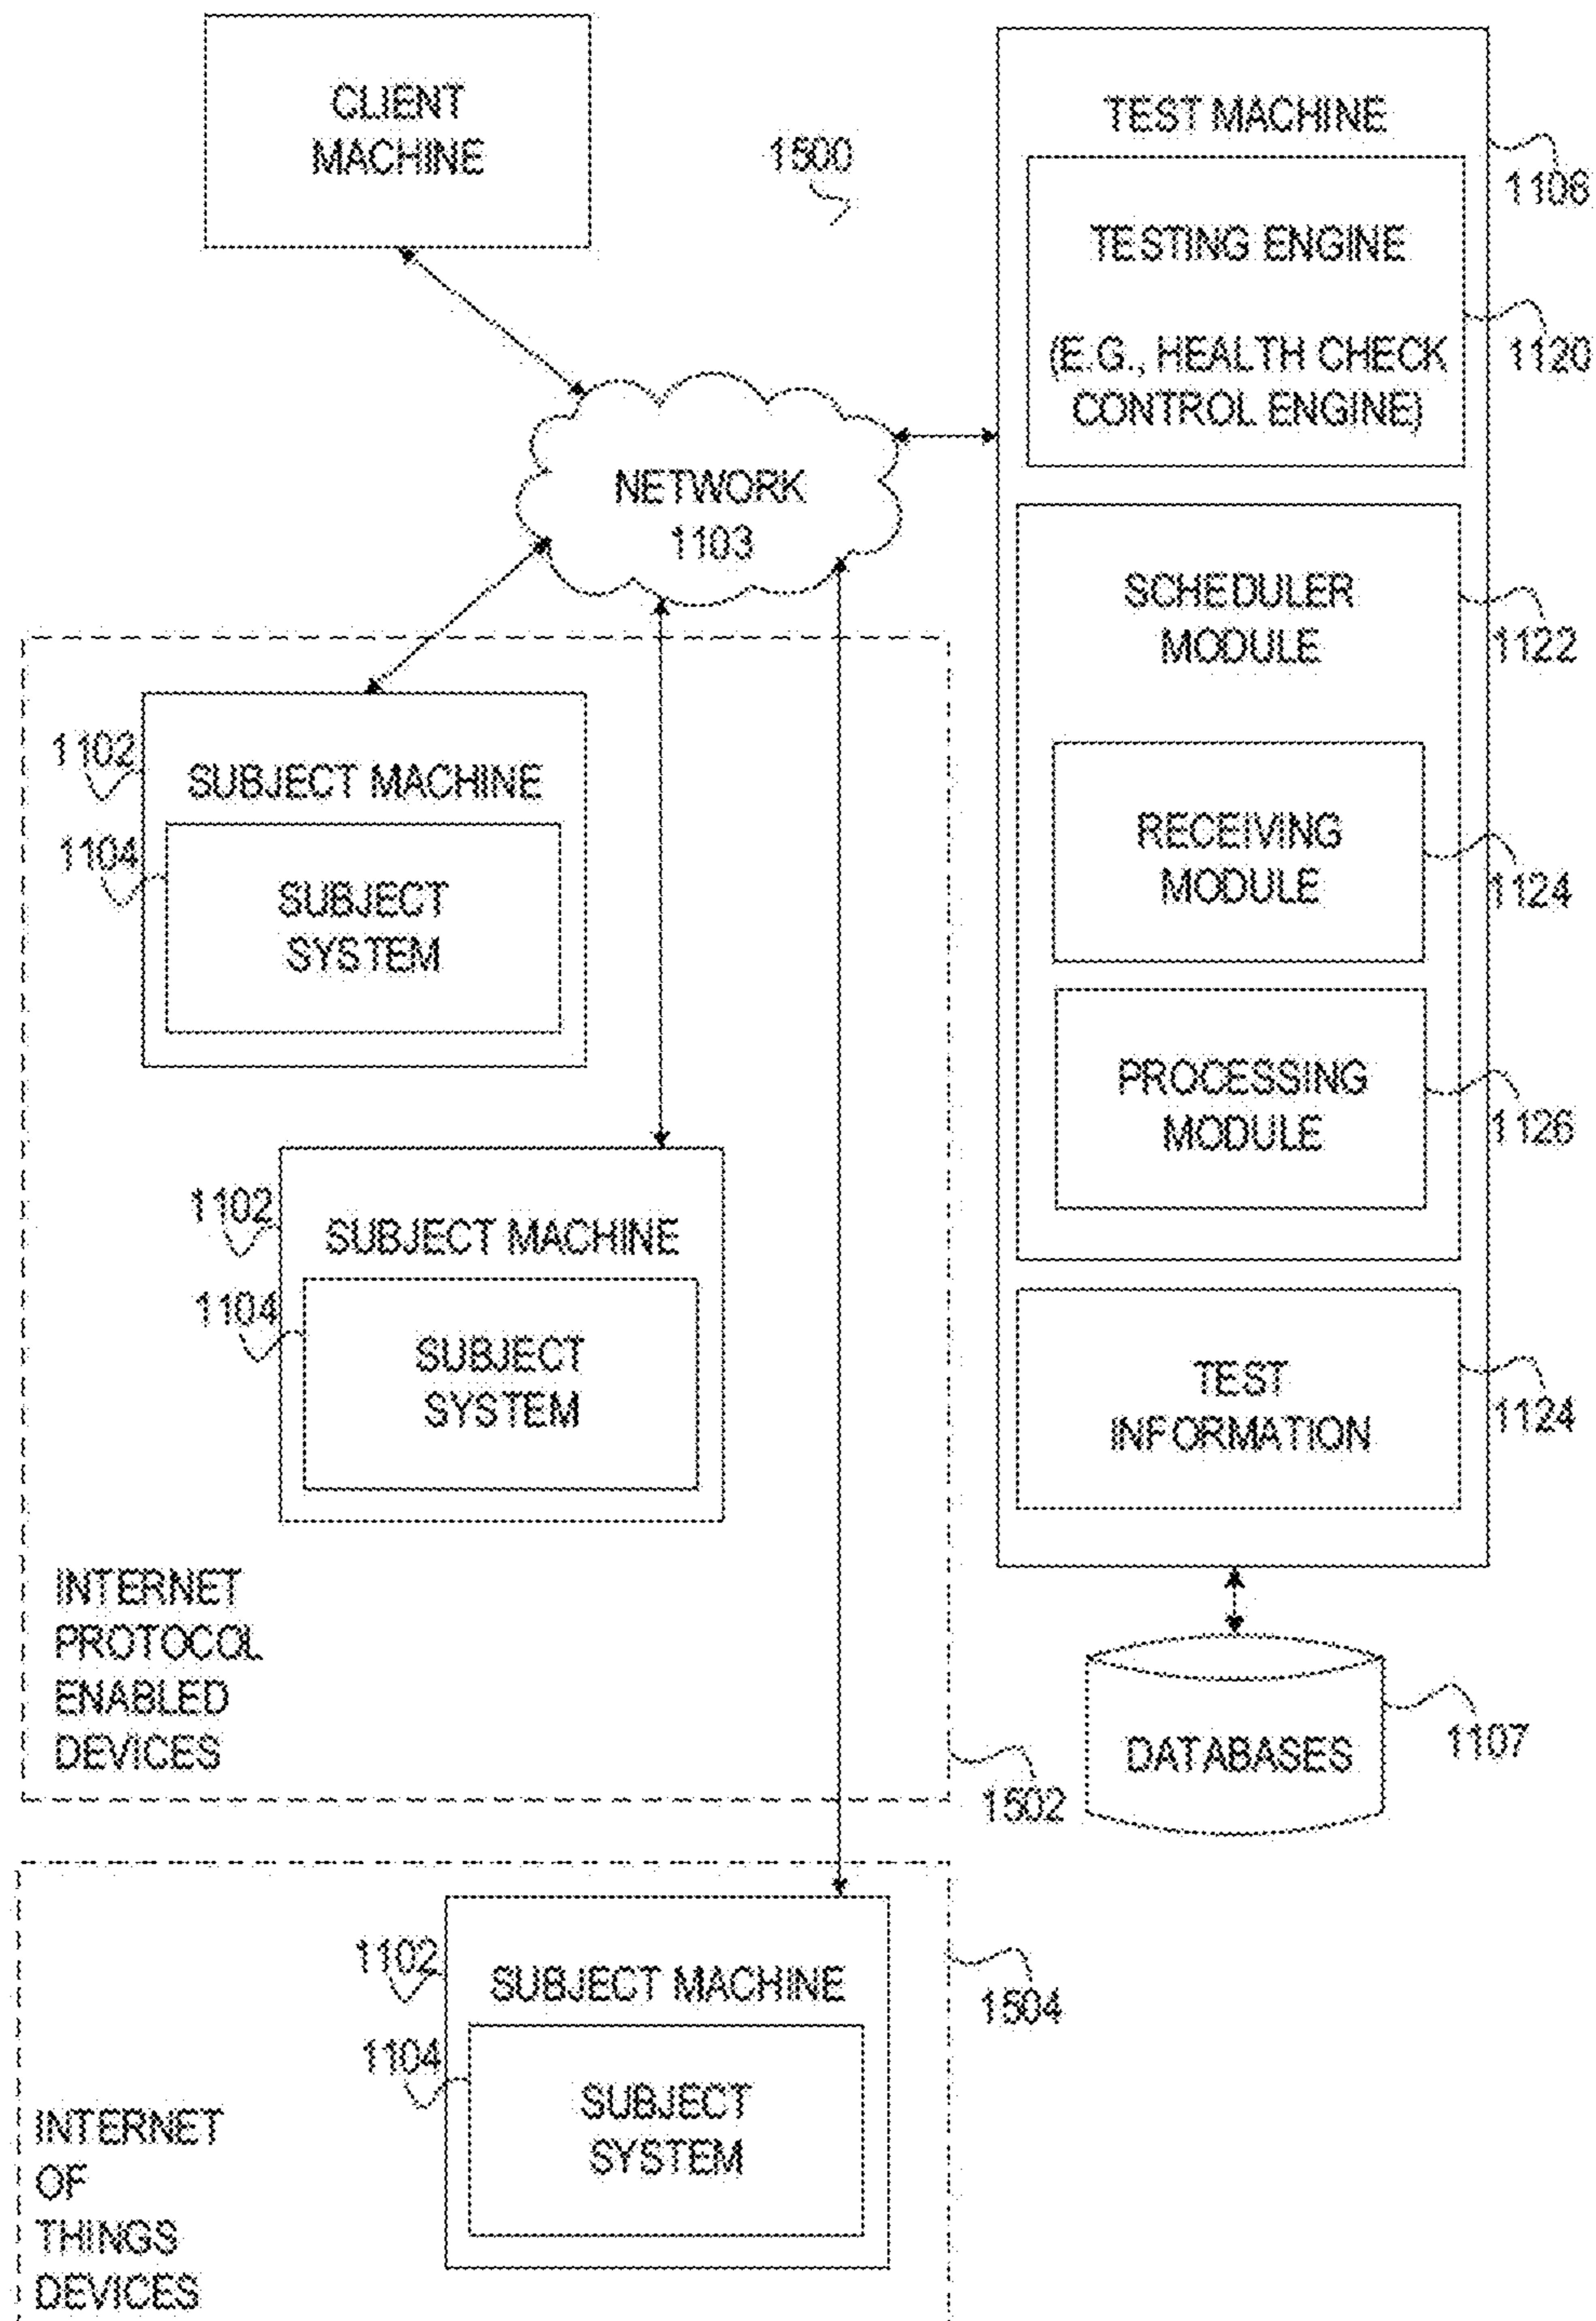 CLIENT
MACHINE
1500
TEST MACHINE
1106
TESTING ENGINE
(E.G., HEALTH CHECK
CONTROL ENGINE)
1120
NETWORK
1103
SCHEDULER
MODULE
1122
RECEIVING
MODULE
1124
PROCESSING
MODULE
1126
TEST
INFORMATION
1124
DATABASES
1107
1102
SUBJECT MACHINE
1104
SUBJECT
SYSTEM
1102
SUBJECT MACHINE
1104
SUBJECT
SYSTEM
INTERNET
PROTOCOL
ENABLED
DEVICES
1502
1102
SUBJECT MACHINE
1104
SUBJECT
SYSTEM
1504
INTERNET
OF
THINGS
DEVICES